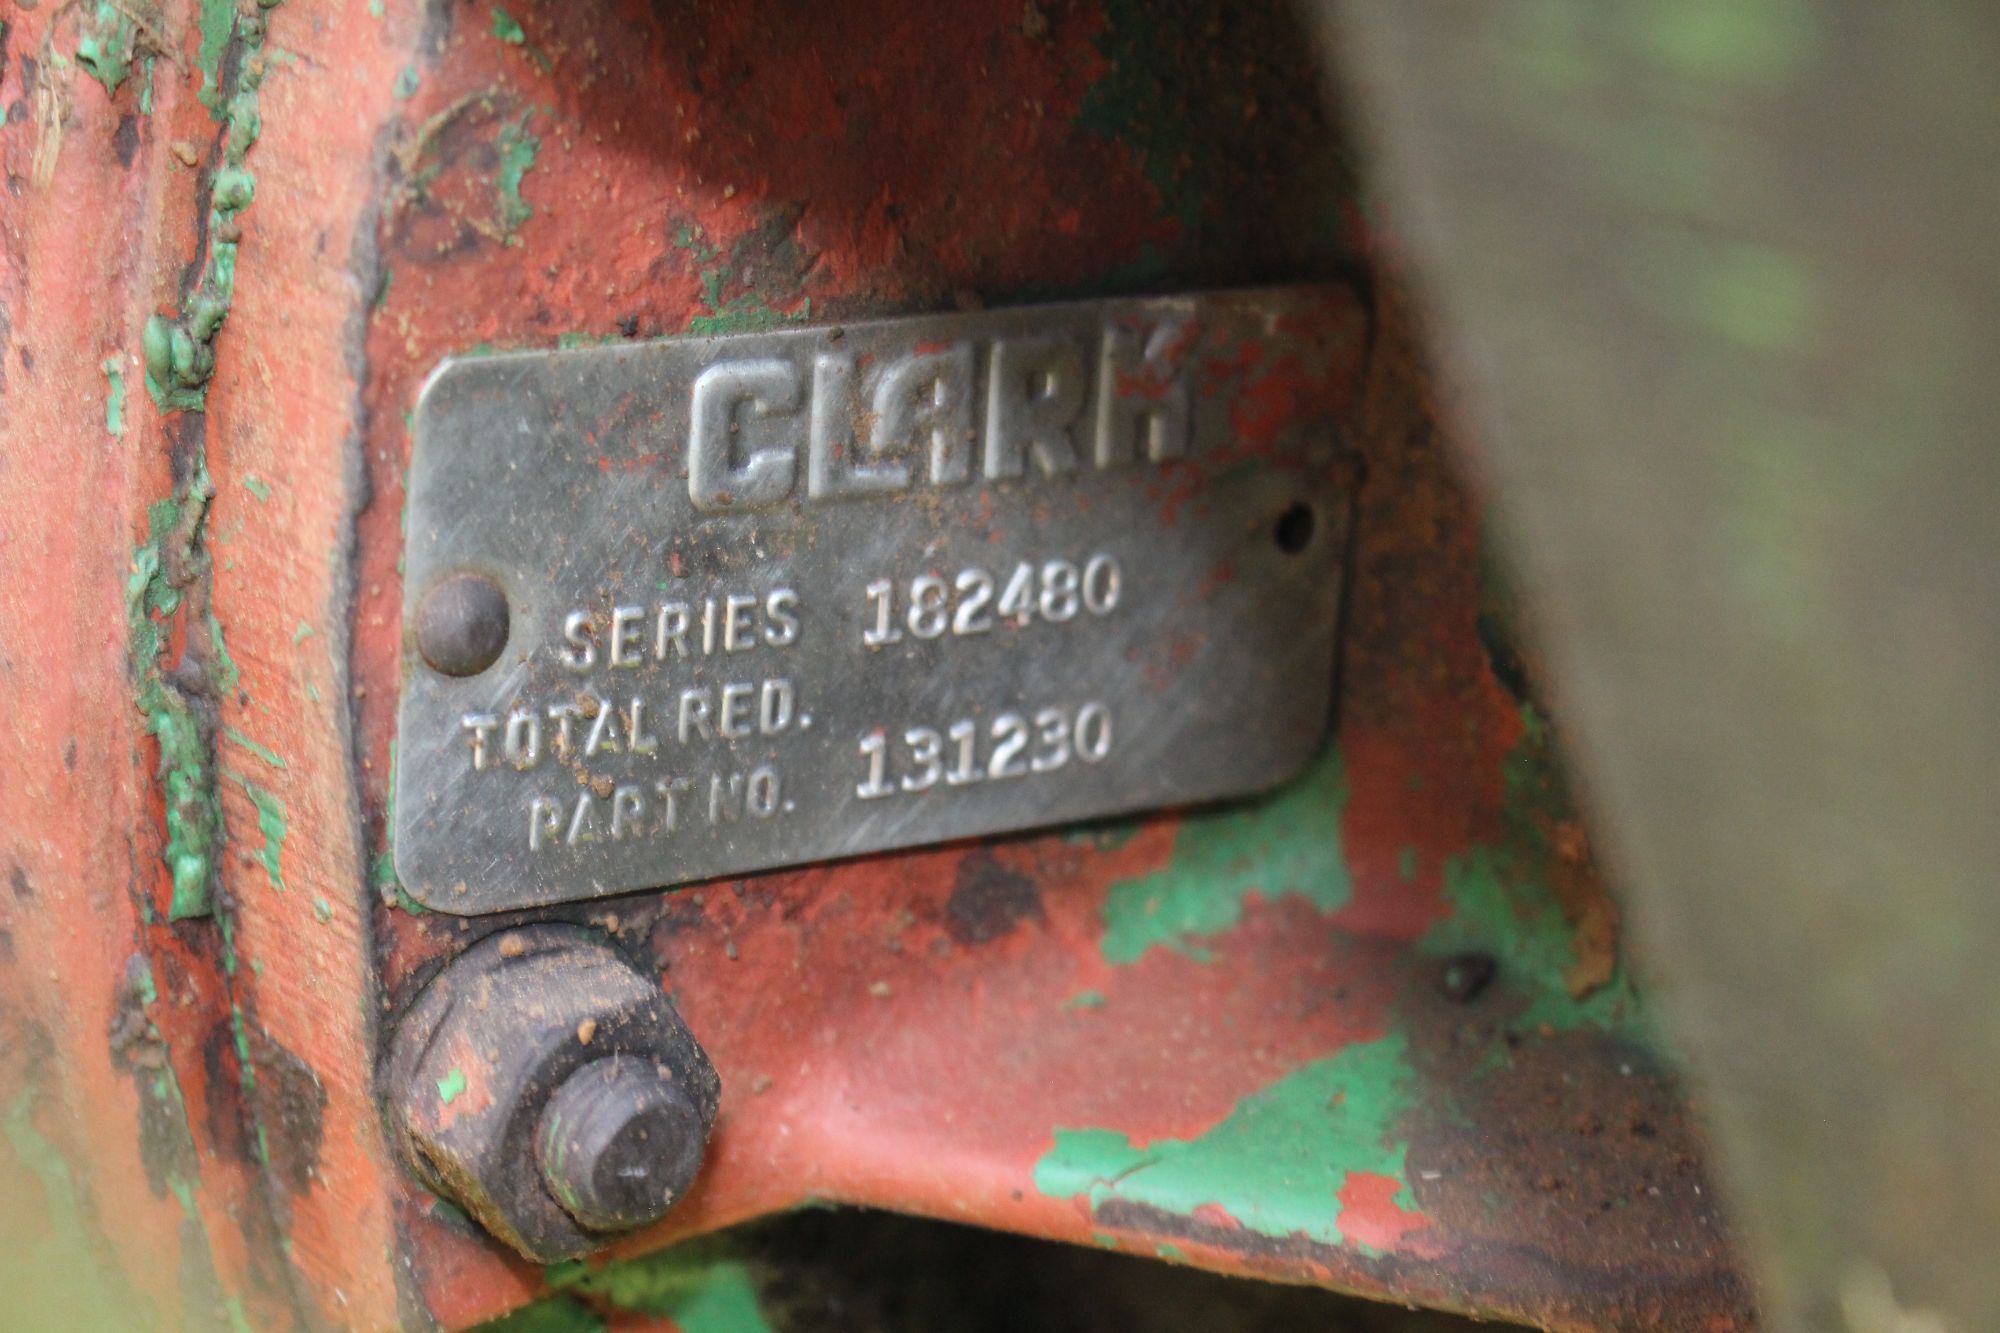 CLARK
SERIES 182480
TOTAL RED.
PART NO. 131230